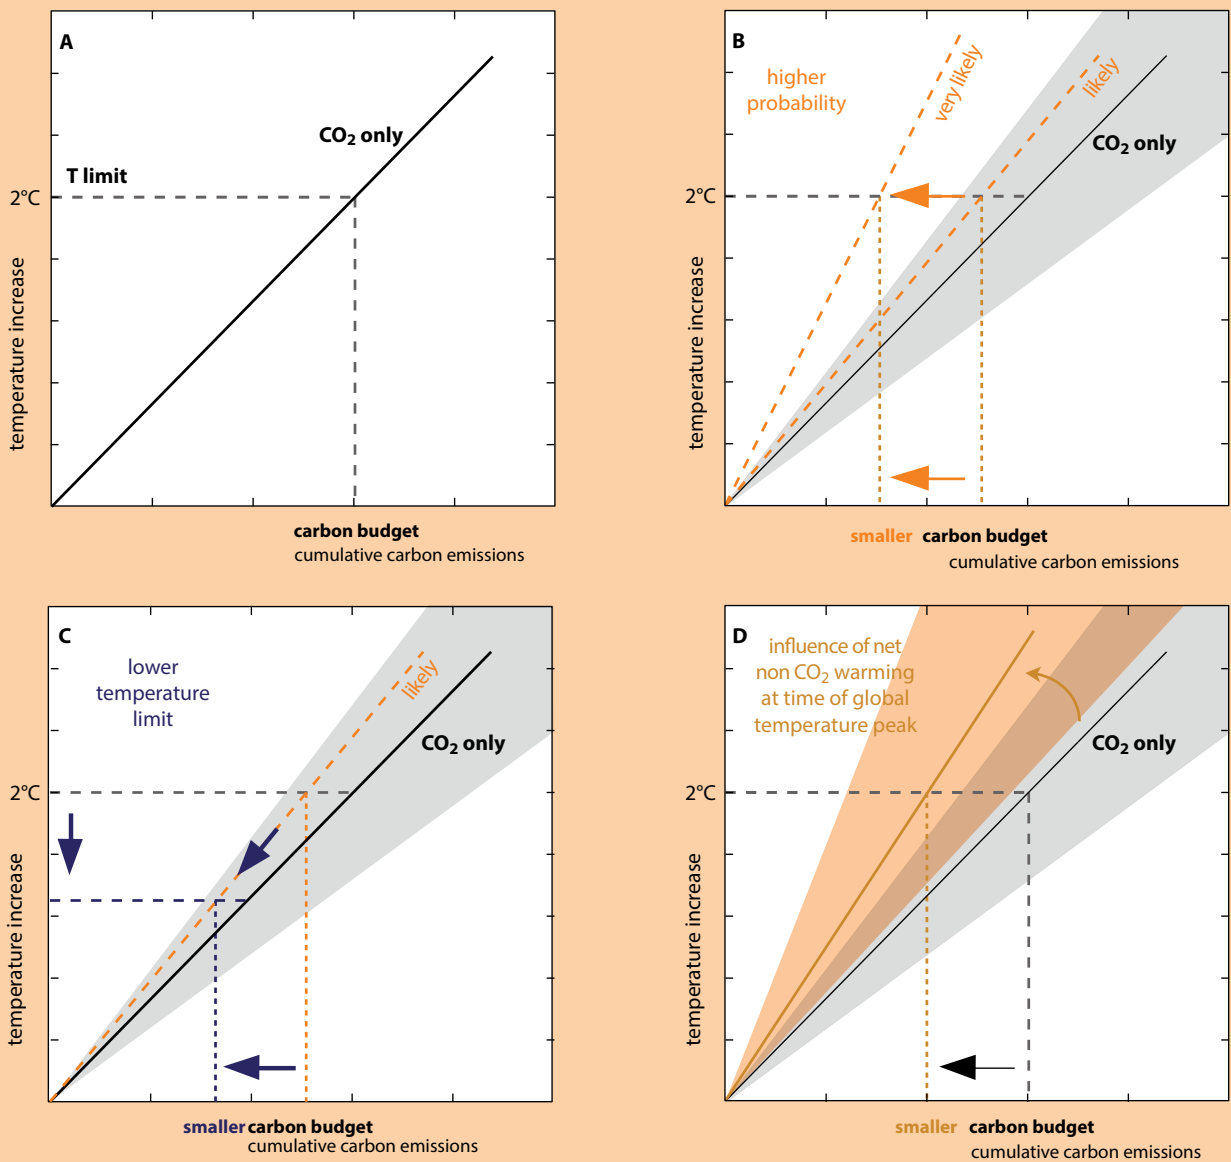 A
T limit
CO₂ only
2°C
temperature increase
carbon budget
cumulative carbon emissions
B
higher
probability
very likely
likely
CO₂ only
2°C
temperature increase
smaller carbon budget
cumulative carbon emissions
C
lower
temperature
limit
likely
CO₂ only
2°C
temperature increase
smaller carbon budget
cumulative carbon emissions
D
influence of net
non CO₂ warming
at time of global
temperature peak
CO₂ only
2°C
temperature increase
smaller carbon budget
cumulative carbon emissions